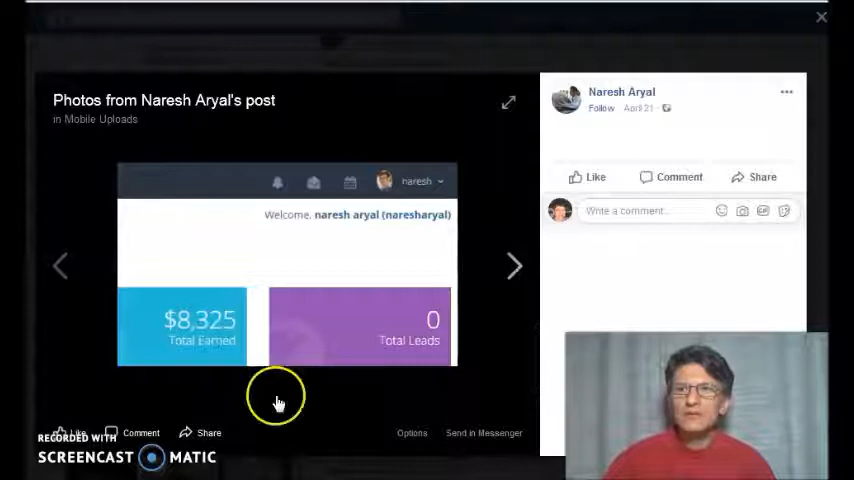 Photos from Naresh Aryal's post
in Mobile Uploads
naresh
Welcome, naresh aryal (naresharyal)
$8,325
Total Earned
0
Total Leads
Like
Comment
Share
Options
Send in Messenger
RECORDED WITH
SCREENCAST MATIC
Naresh Aryal
Follow April 21
Like
Comment
Share
Write a comment...
GIF